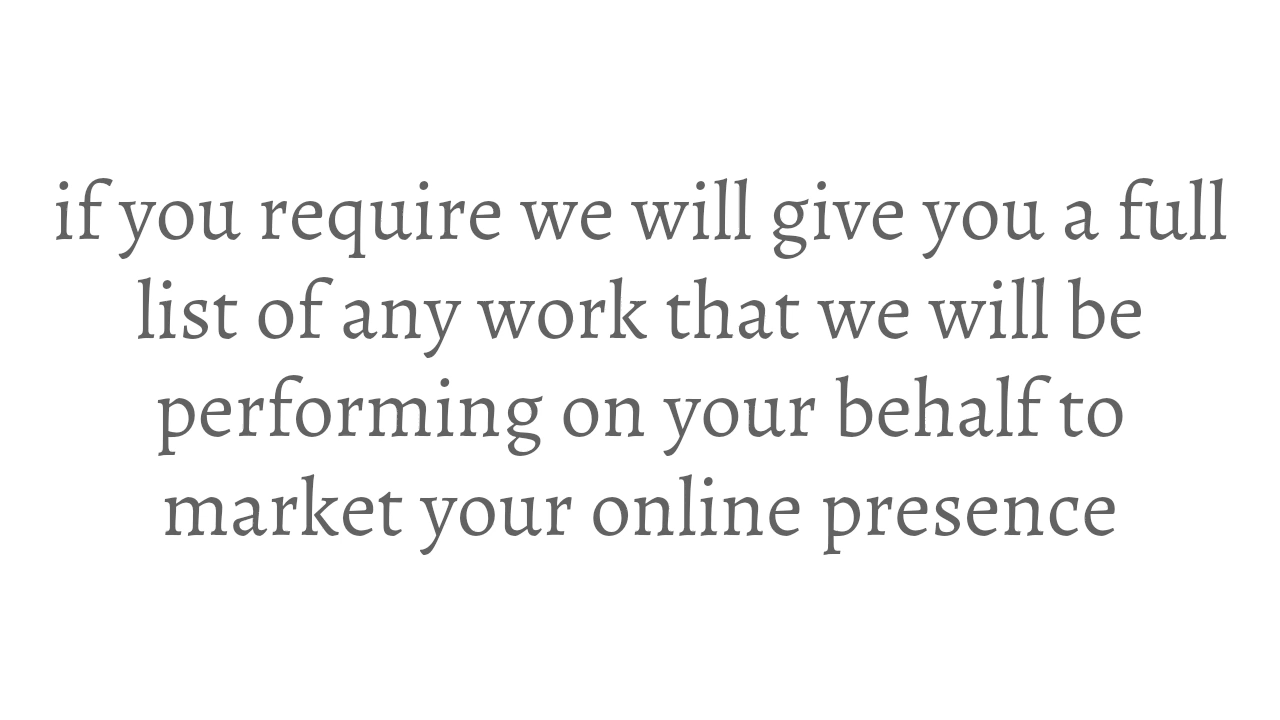 if you require we will give you a full
list of any work that we will be
performing on your behalf to
market your online presence